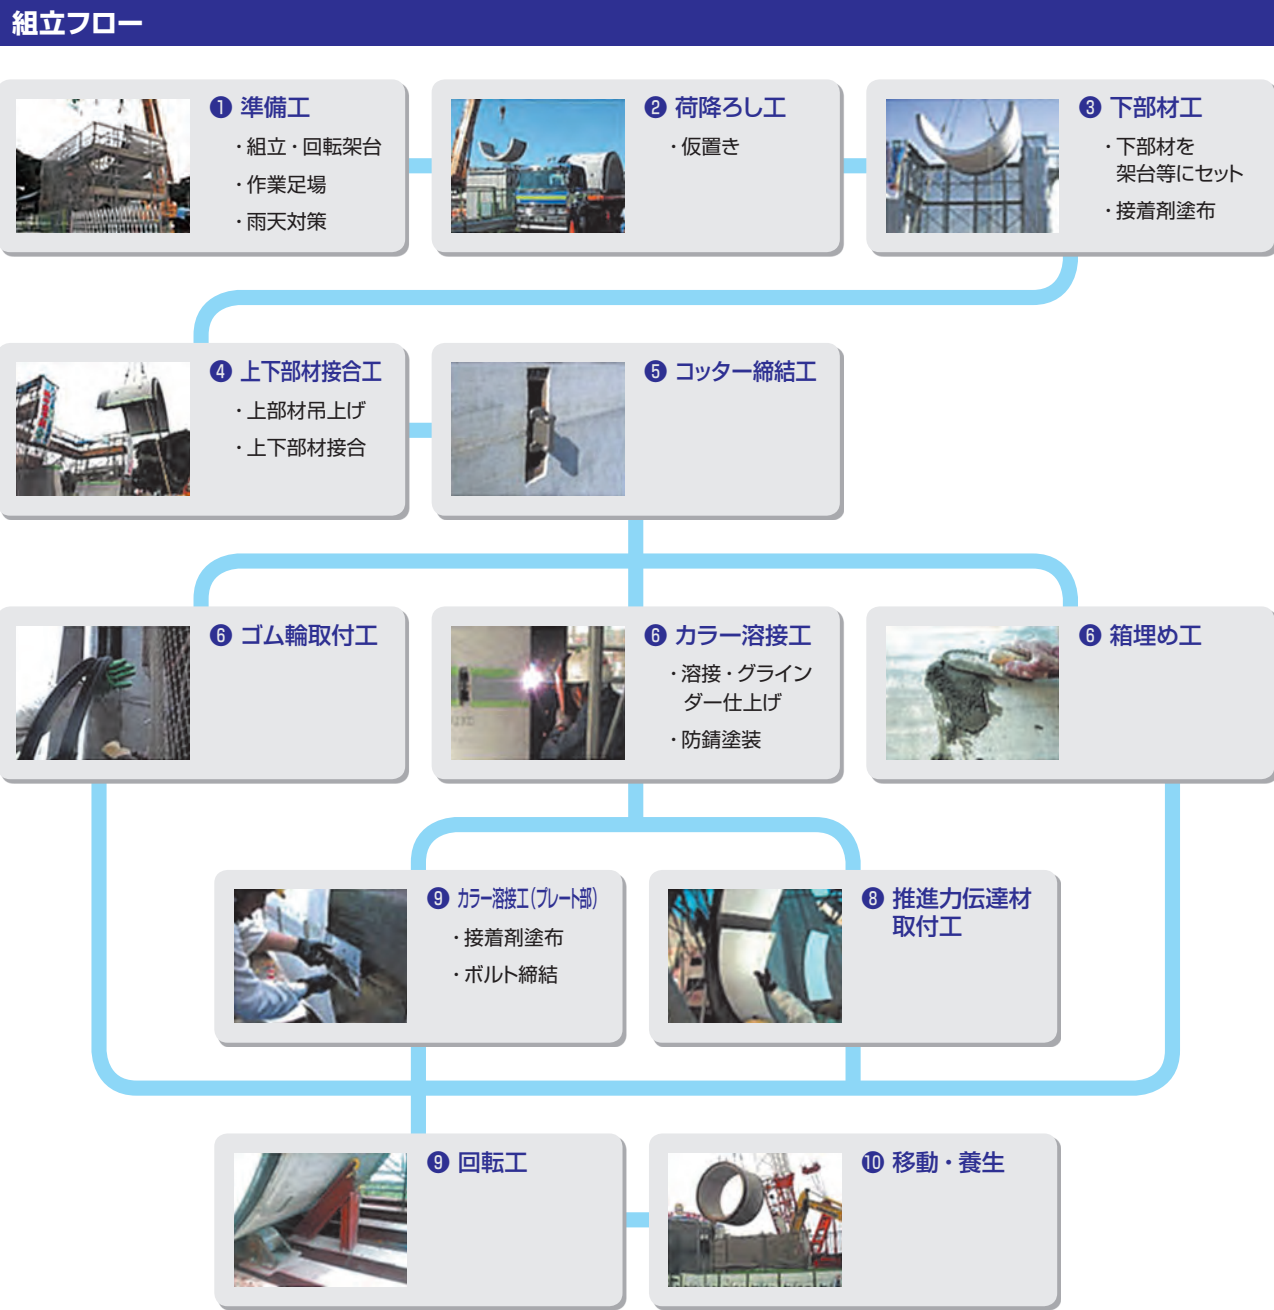 組立フロー
❶ 準備工
・組立・回転架台
・作業足場
・雨天対策
❷ 荷降ろし工
・仮置き
❸ 下部材工
・下部材を
架台等にセット
・接着剤塗布
❹ 上下部材接合工
・上部材吊上げ
・上下部材接合
❺ コッター締結工
❻ ゴム輪取付工
❻ カラー溶接工
・溶接・グライン
ダー仕上げ
・防錆塗装
❻ 箱埋め工
❾ カラー溶接工(プレート部)
・接着剤塗布
・ボルト締結
❽ 推進力伝達材
取付工
❾ 回転工
❿ 移動・養生